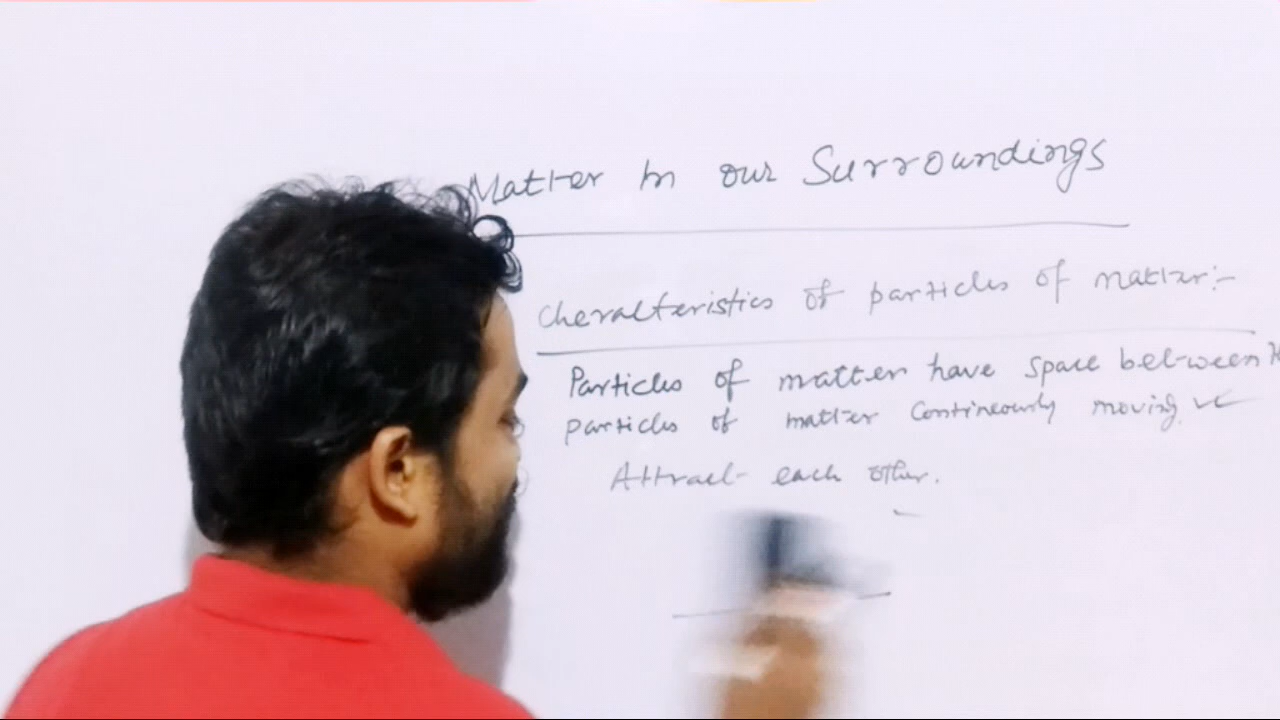 Matter In our Surroundings
Cheralteristics of particles of matter:-
Particles of matter have space between
particles of matter Contineously moving.
Attract each other.